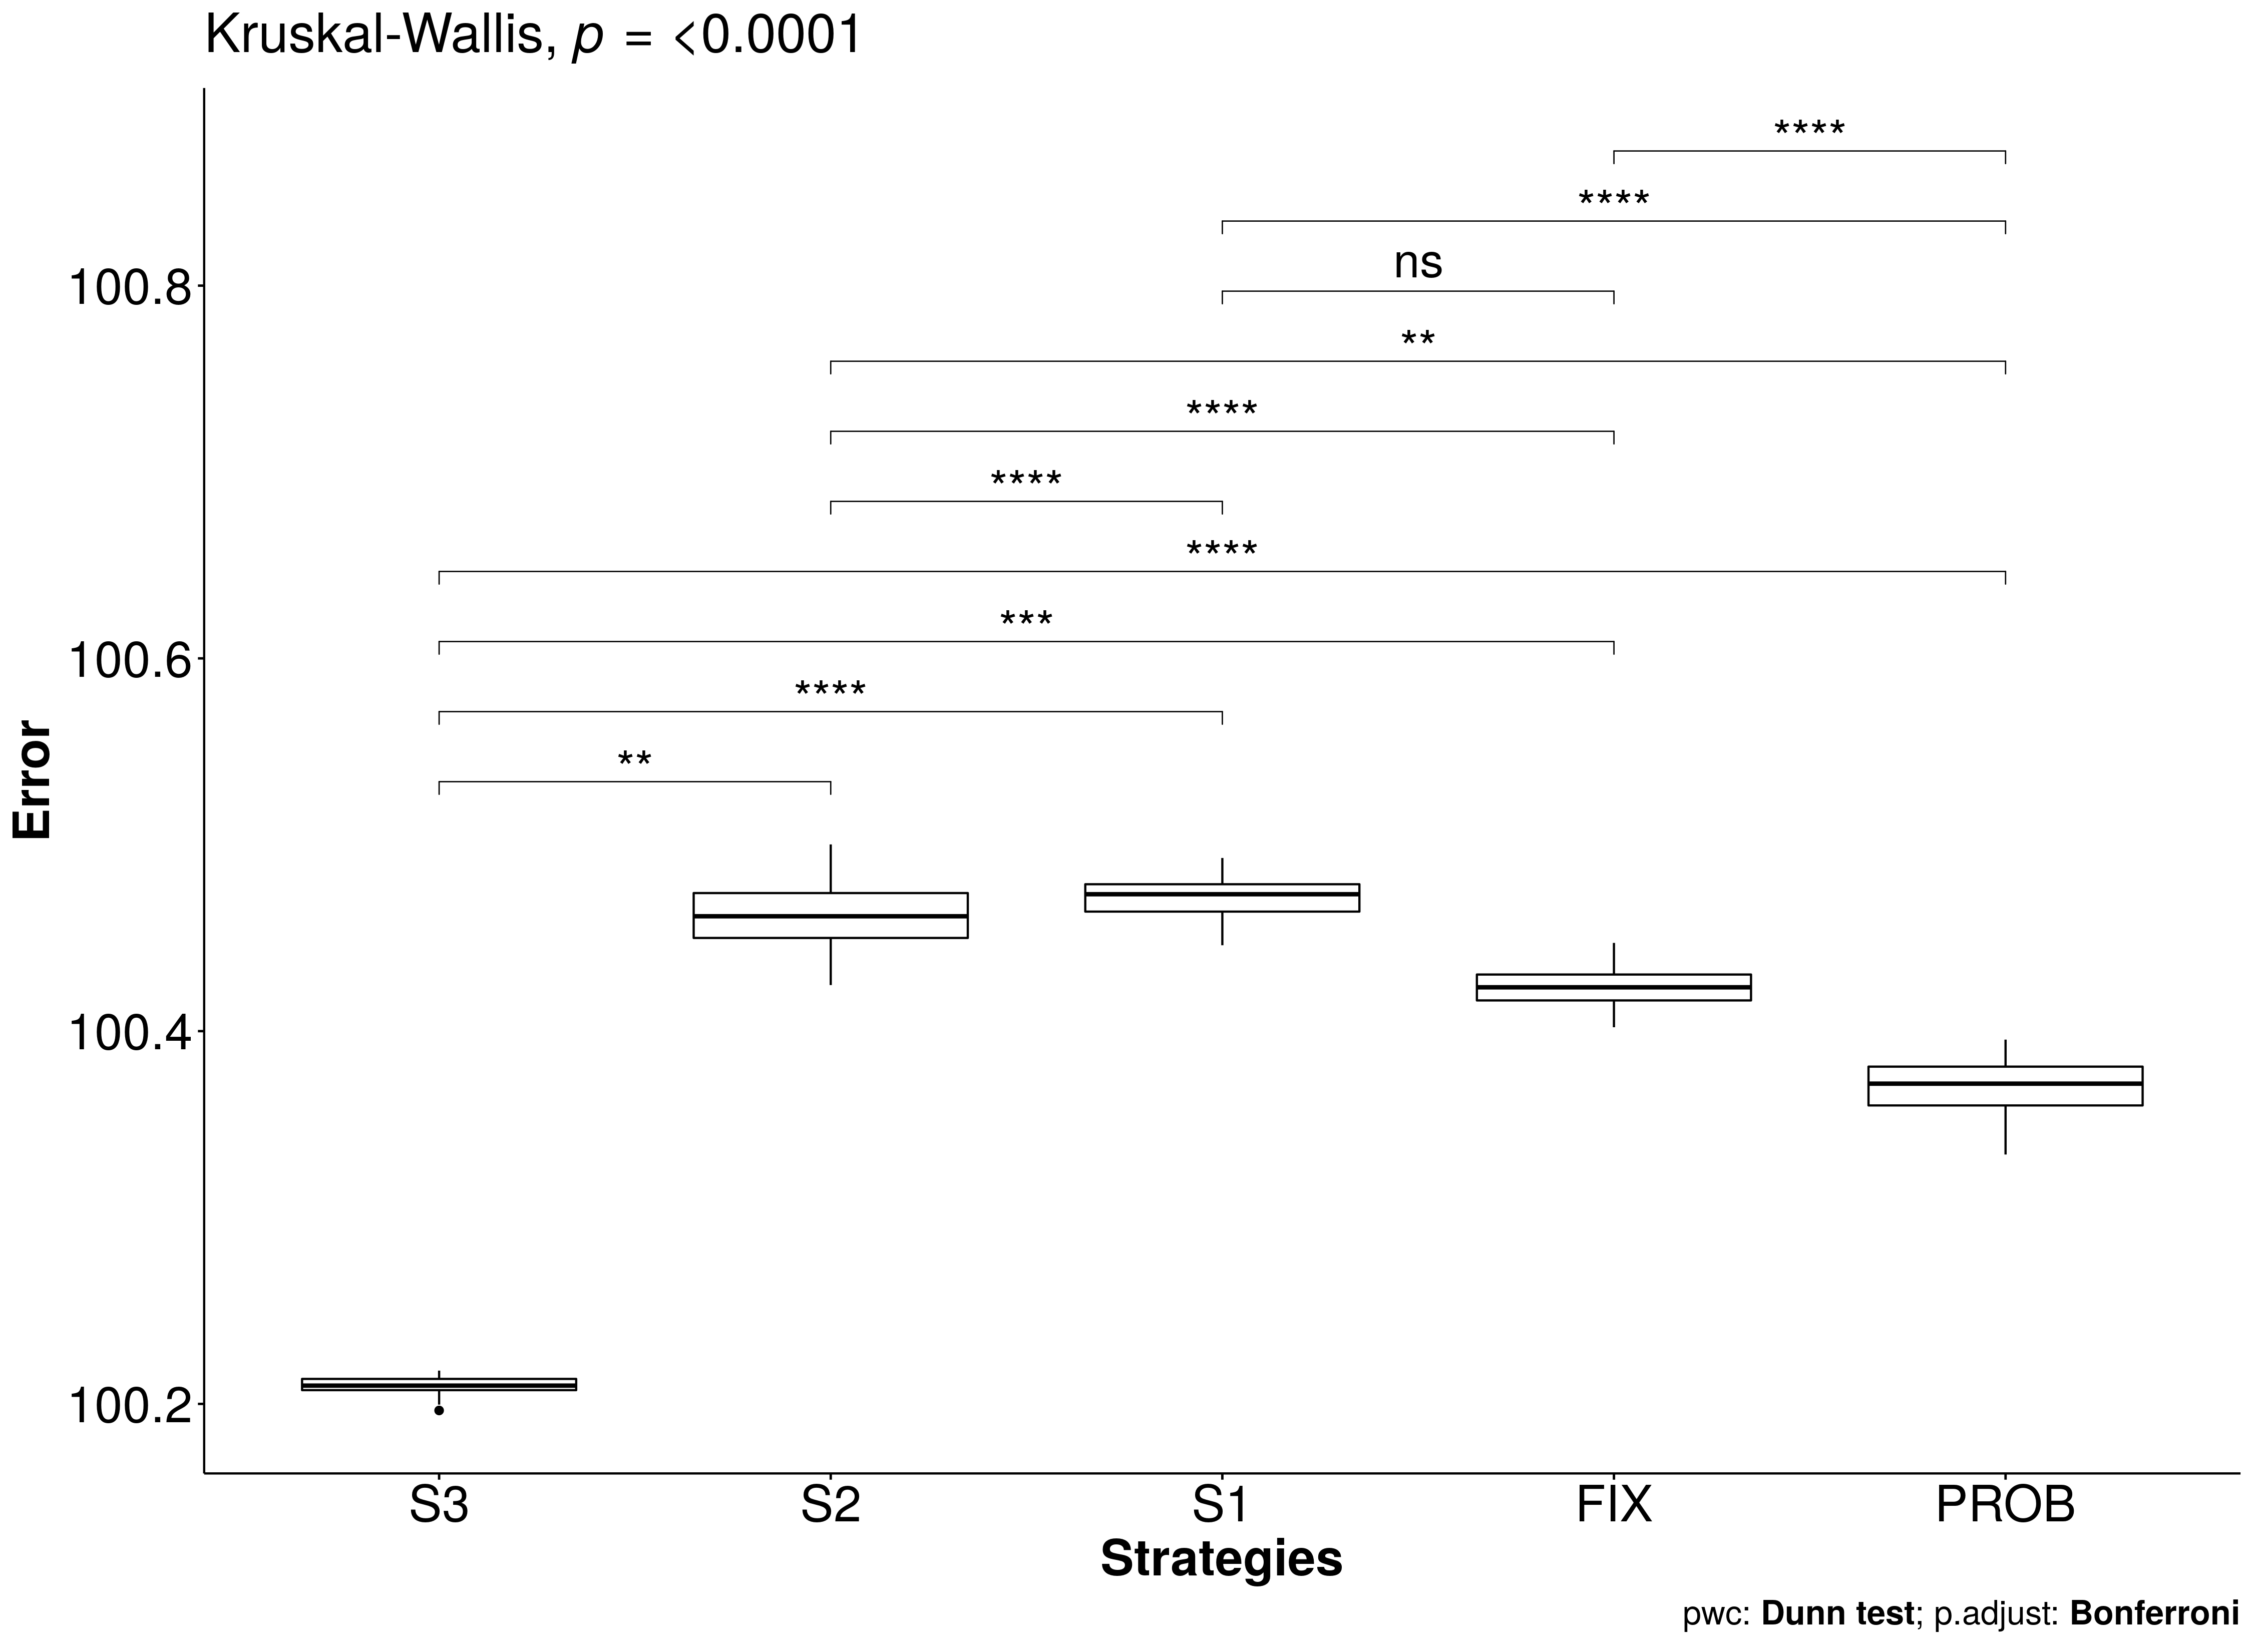 Kruskal-Wallis, p = <0.0001
****
****
ns
**
****
****
****
***
****
**
100.8
100.6
100.4
100.2
Error
S3 S2 S1 FIX PROB
Strategies
pwc: Dunn test; p.adjust: Bonferroni